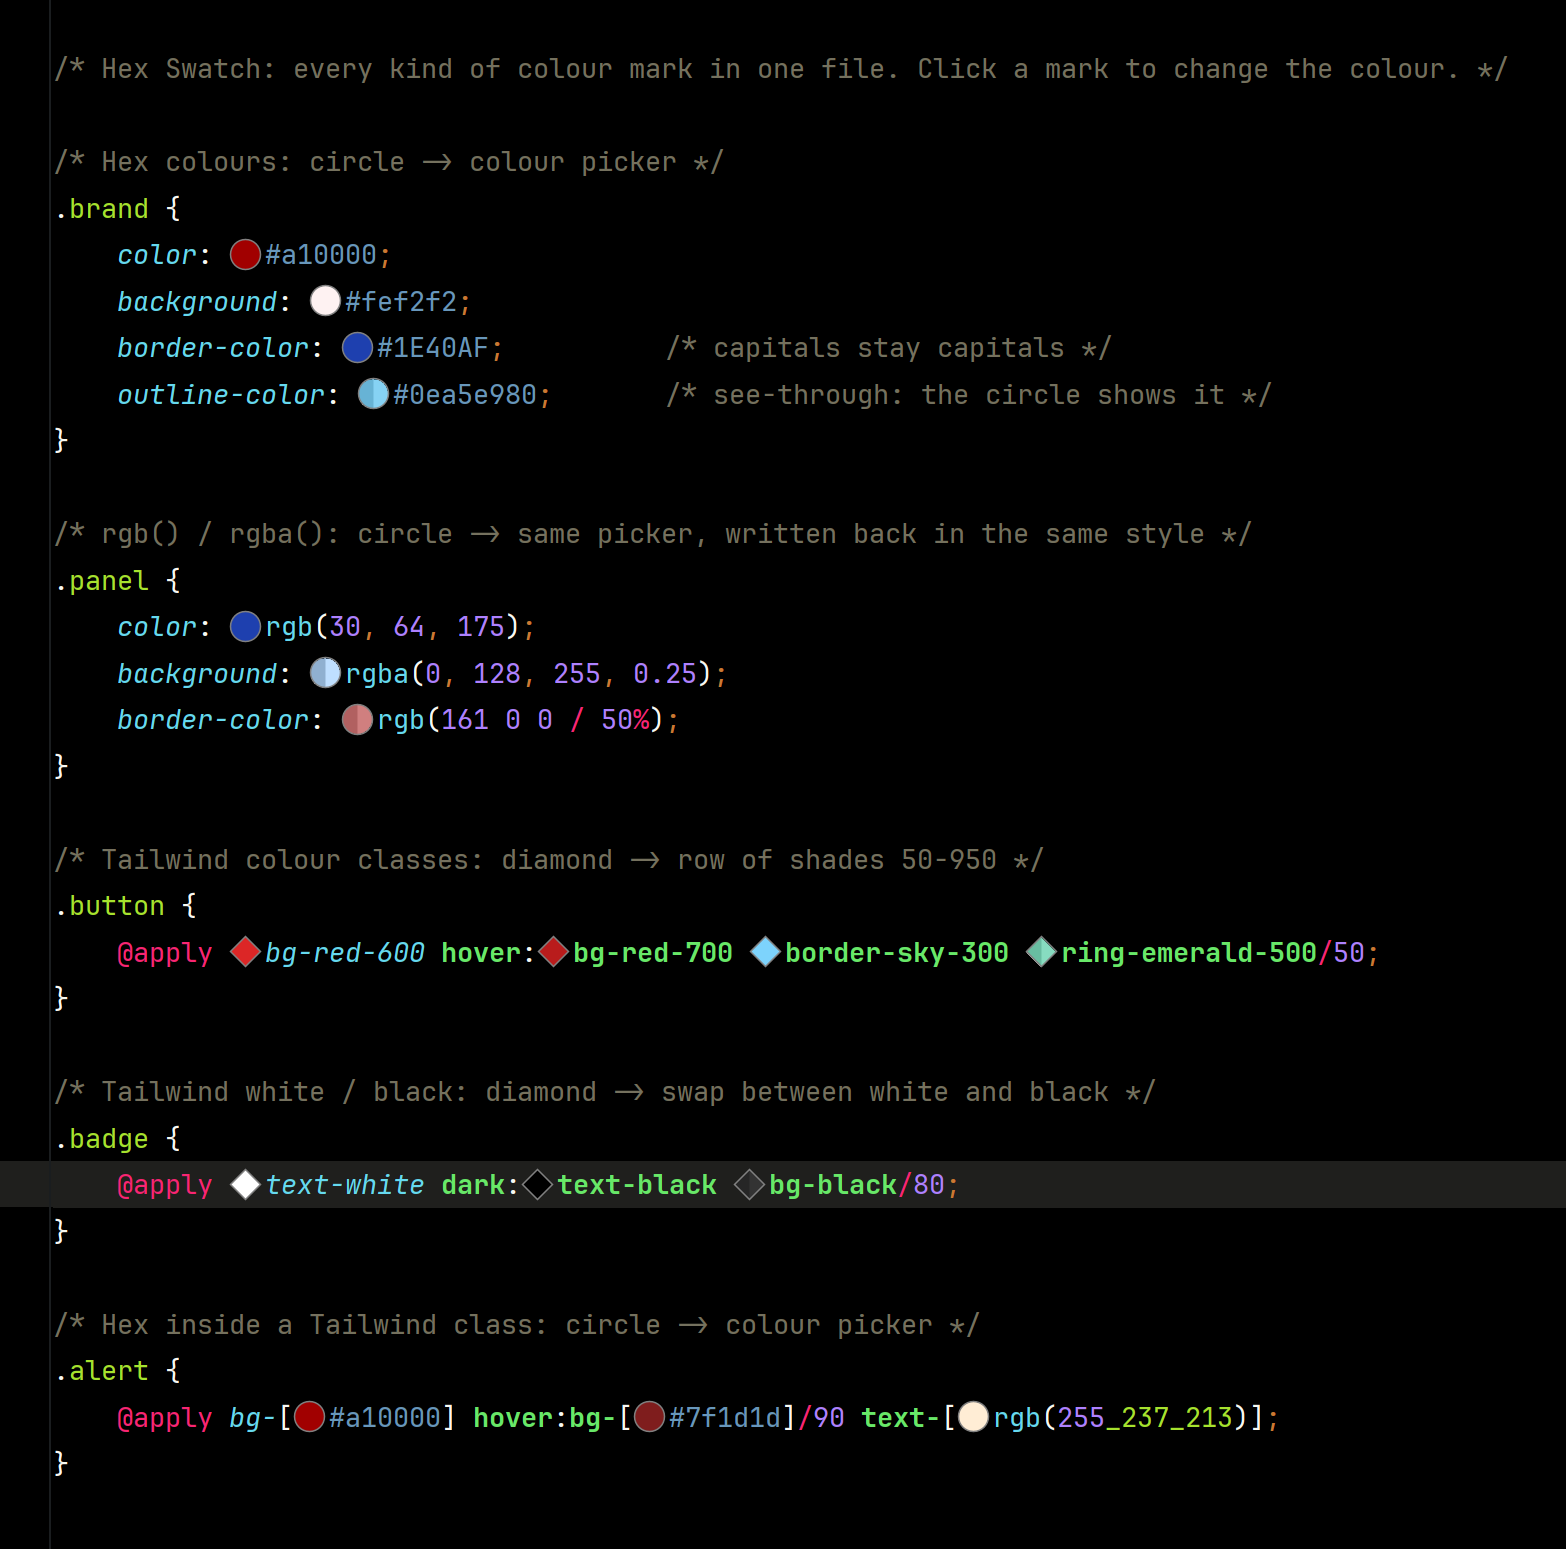 /* Hex Swatch: every kind of colour mark in one file. Click a mark to change the colour. */
/* Hex colours: circle -> colour picker */
.brand {
    color: #a10000;
    background: #fef2f2;
    border-color: #1E40AF;          /* capitals stay capitals */
    outline-color: #0ea5e980;       /* see-through: the circle shows it */
}
/* rgb() / rgba(): circle -> same picker, written back in the same style */
.panel {
    color: rgb(30, 64, 175);
    background: rgba(0, 128, 255, 0.25);
    border-color: rgb(161 0 0 / 50%);
}
/* Tailwind colour classes: diamond -> row of shades 50-950 */
.button {
    @apply bg-red-600 hover:bg-red-700 border-sky-300 ring-emerald-500/50;
}
/* Tailwind white / black: diamond -> swap between white and black */
.badge {
    @apply text-white dark:text-black bg-black/80;
}
/* Hex inside a Tailwind class: circle -> colour picker */
.alert {
    @apply bg-[#a10000] hover:bg-[#7f1d1d]/90 text-[rgb(255_237_213)];
}